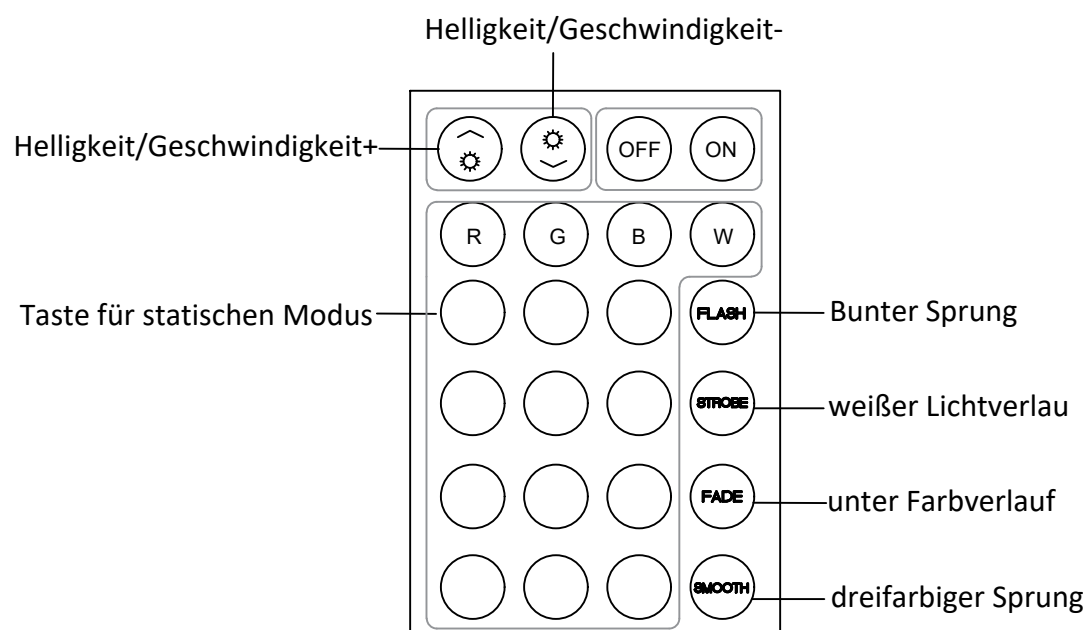 Helligkeit/Geschwindigkeit-
Helligkeit/Geschwindigkeit+
OFF ON
R G B W
Taste für statischen Modus
FLASH Bunter Sprung
STROBE weißer Lichtverlau
FADE unter Farbverlauf
SMOOTH dreifarbiger Sprung